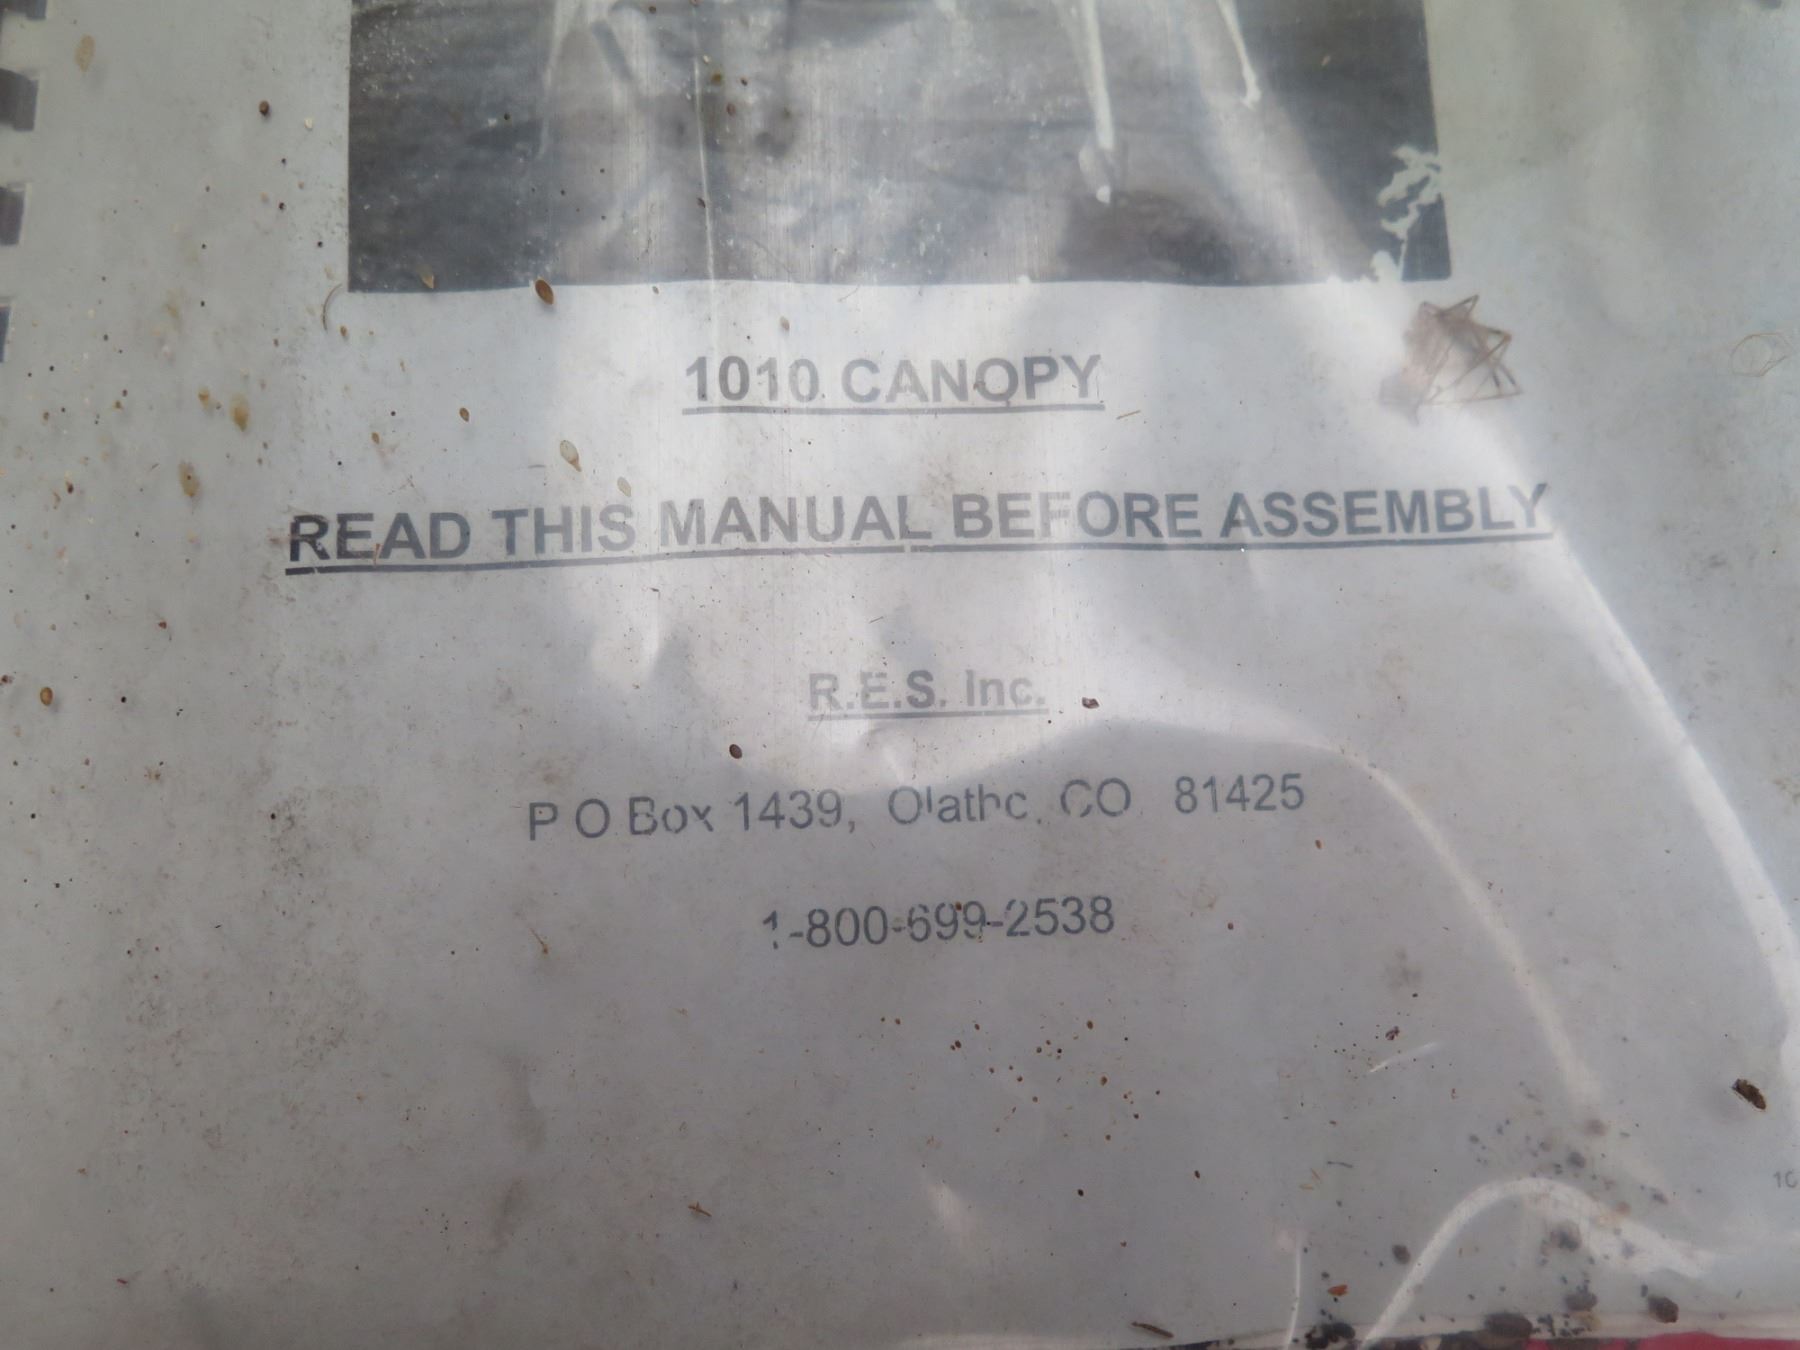 1010 CANOPY
READ THIS MANUAL BEFORE ASSEMBLY
R.E.S. Inc.
P O Box 1439, Olathe, CO 81425
1-800-699-2538